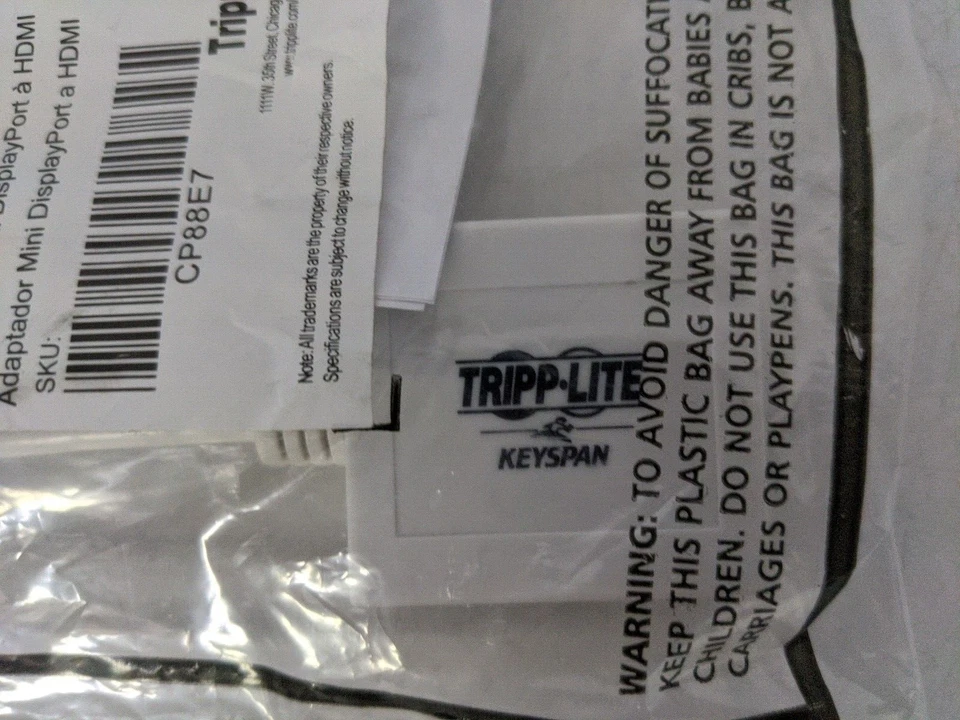 DisplayPort à HDMI
Adaptador Mini DisplayPort a HDMI
SKU:
CP88E7
Trip
1111 W. 35th Street, Chicago
www.tripplite.com
Note: All trademarks are the property of their respective owners.
Specifications are subject to change without notice.
TRIPP·LITE
KEYSPAN
WARNING: TO AVOID DANGER OF SUFFOCATI
KEEP THIS PLASTIC BAG AWAY FROM BABIES
CHILDREN. DO NOT USE THIS BAG IN CRIBS, B
CARRIAGES OR PLAYPENS. THIS BAG IS NOT A